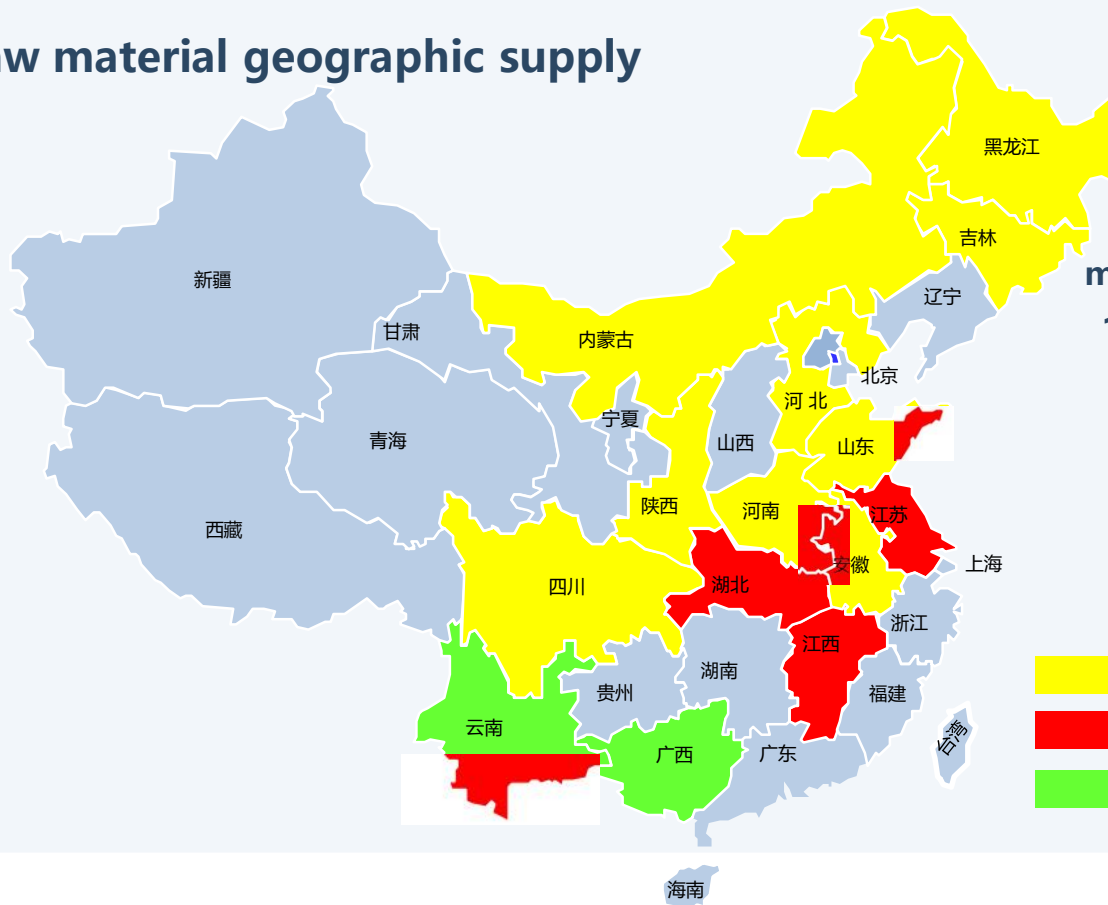 aw material geographic supply
黑龙江
吉林
m
辽宁
新疆
甘肃
内蒙古
北京
河 北
宁夏
山西
山东
青海
陕西
河南
江苏
西藏
上海
安徽
四川
湖北
浙江
江西
湖南
贵州
福建
云南
广西
广东
台湾
海南